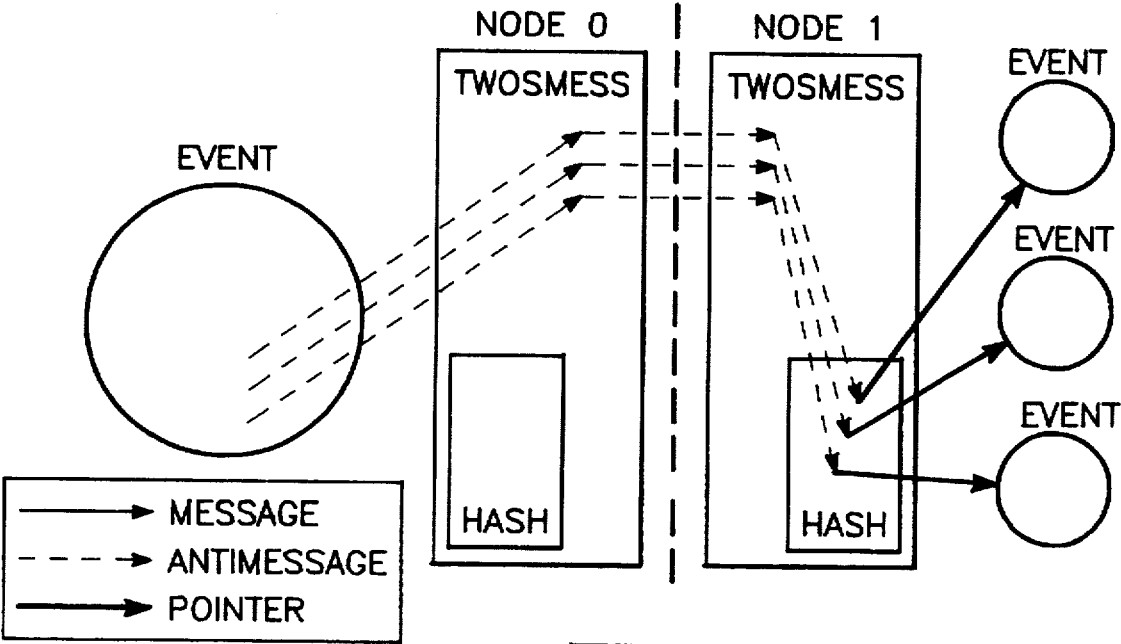 NODE 0
NODE 1
TWOSMESS
TWOSMESS
EVENT
EVENT
EVENT
EVENT
HASH
HASH
MESSAGE
ANTIMESSAGE
POINTER